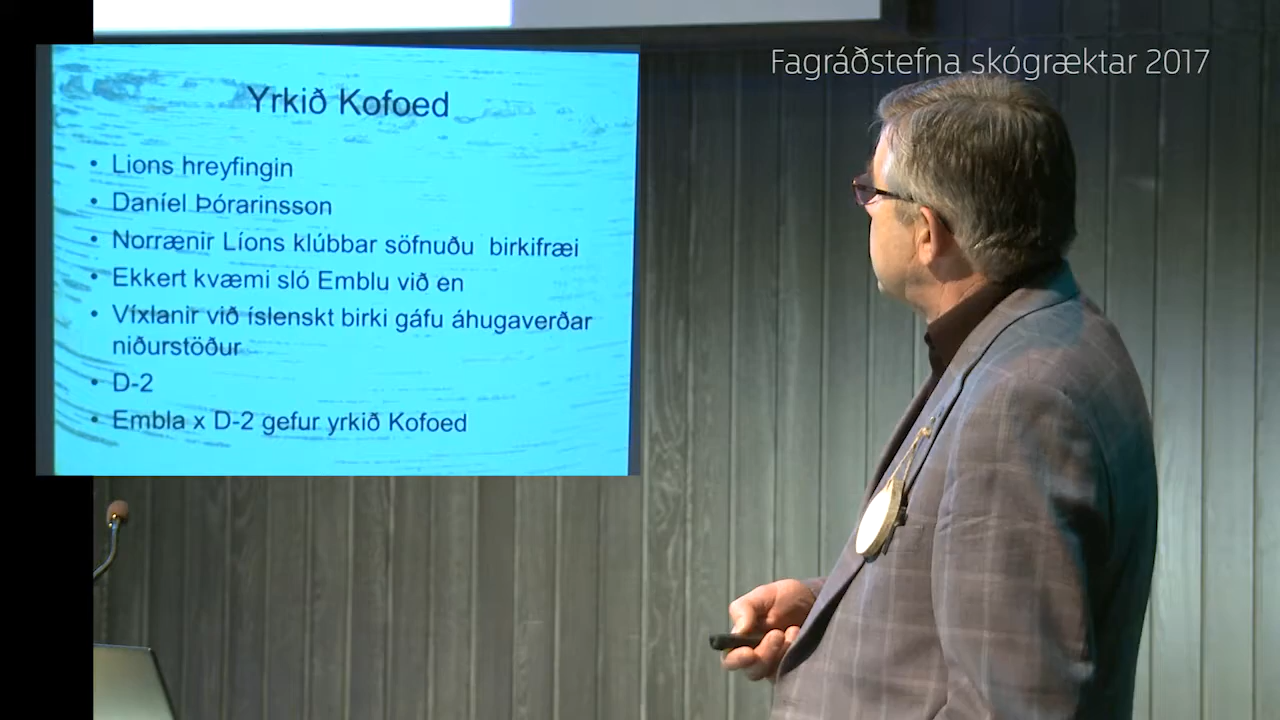 Fagráðstefna skógræktar 2017
Yrkið Kofoed
• Lions hreyfingin
• Daníel Þórarinsson
• Norrænir Líons klúbbar söfnuðu birkifræi
• Ekkert kvæmi sló Emblu við en
• Víxlanir við íslenskt birki gáfu áhugaverðar
niðurstöður
• D-2
• Embla x D-2 gefur yrkið Kofoed